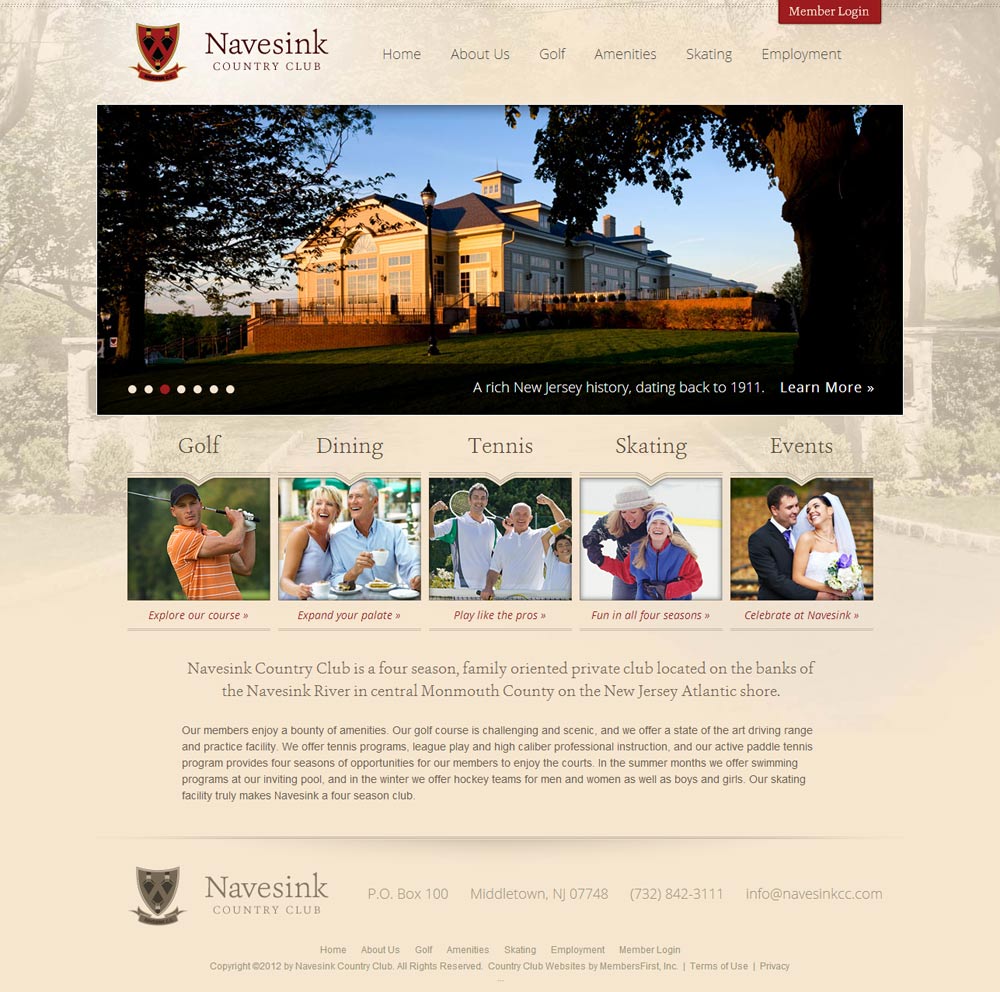 Member Login
Navesink
COUNTRY CLUB
Home About Us Golf Amenities Skating Employment
A rich New Jersey history, dating back to 1911. Learn More »
Golf Dining Tennis Skating Events
Explore our course » Expand your palate » Play like the pros » Fun in all four seasons » Celebrate at Navesink »
Navesink Country Club is a four season, family oriented private club located on the banks of
the Navesink River in central Monmouth County on the New Jersey Atlantic shore.
Our members enjoy a bounty of amenities. Our golf course is challenging and scenic, and we offer a state of the art driving range
and practice facility. We offer tennis programs, league play and high caliber professional instruction, and our active paddle tennis
program provides four seasons of opportunities for our members to enjoy the courts. In the summer months we offer swimming
programs at our inviting pool, and in the winter we offer hockey teams for men and women as well as boys and girls. Our skating
facility truly makes Navesink a four season club.
Navesink
COUNTRY CLUB
P.O. Box 100 Middletown, NJ 07748 (732) 842-3111 info@navesinkcc.com
Home About Us Golf Amenities Skating Employment Member Login
Copyright ©2012 by Navesink Country Club. All Rights Reserved. Country Club Websites by MembersFirst, Inc. | Terms of Use | Privacy
...